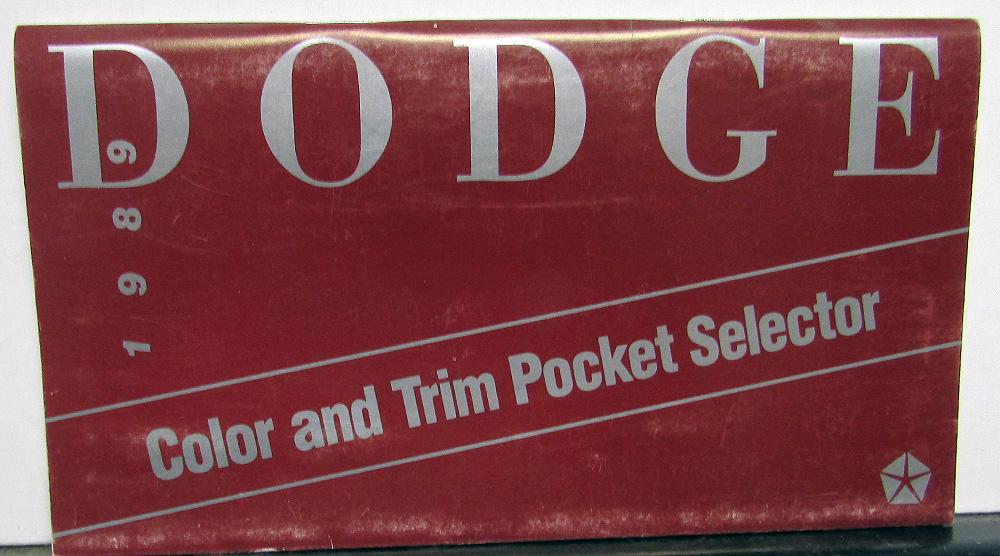 DODGE
1989
Color and Trim Pocket Selector